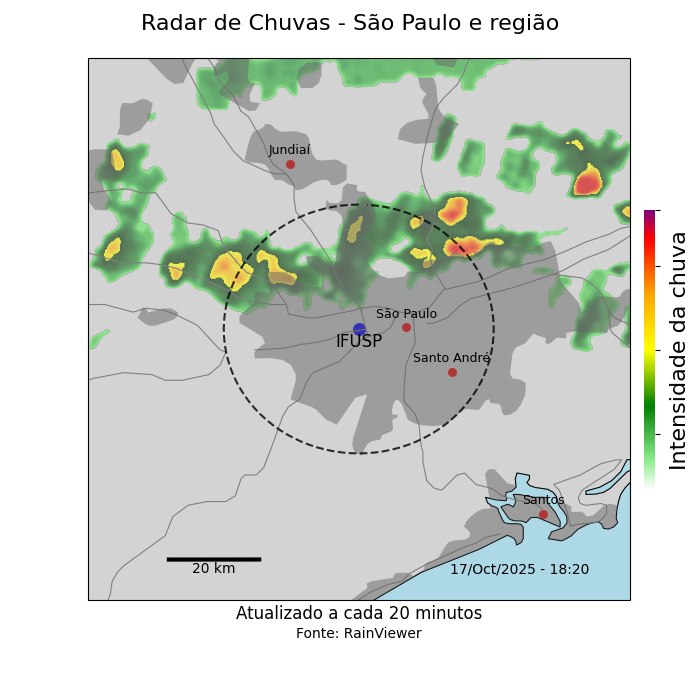 Radar de Chuvas - São Paulo e região
Jundiaí
São Paulo
IFUSP
Santo André
Santos
20 km
17/Oct/2025 - 18:20
Intensidade da chuva
Atualizado a cada 20 minutos
Fonte: RainViewer